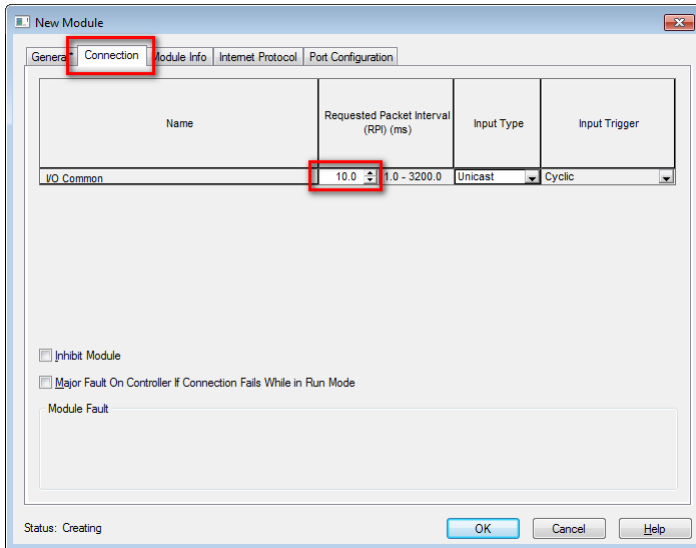 New Module
General* Connection Module Info Internet Protocol Port Configuration
Name Requested Packet Interval (RPI) (ms) Input Type Input Trigger
I/O Common 10.0 1.0 - 3200.0 Unicast Cyclic
Inhibit Module
Major Fault On Controller If Connection Fails While in Run Mode
Module Fault
Status: Creating OK Cancel Help